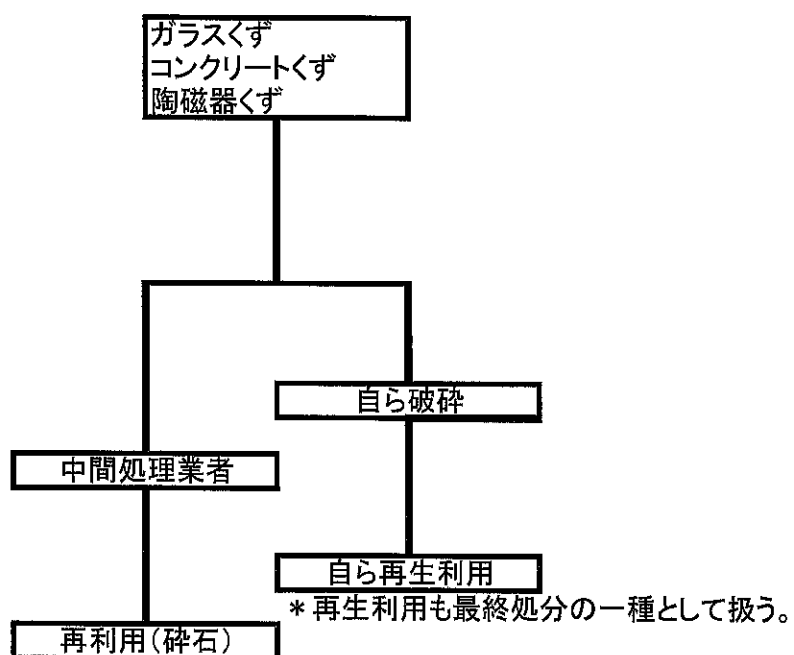 ガラスくず
コンクリートくず
陶磁器くず
自ら破砕
中間処理業者
自ら再生利用
＊再生利用も最終処分の一種として扱う。
再利用(砕石)